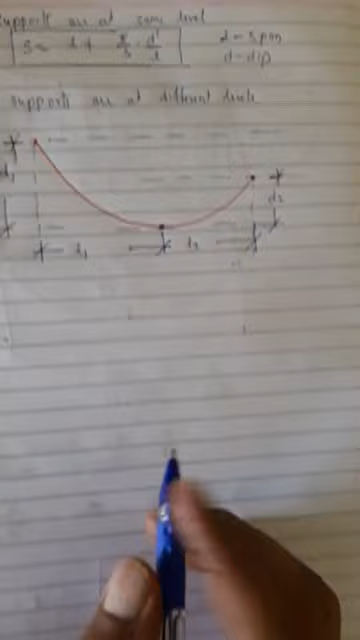 supports are at same level
S = l + 8/3 · d²/l l - span
d - dip
supports are at different levels
d₁
d₂
l₁ l₂